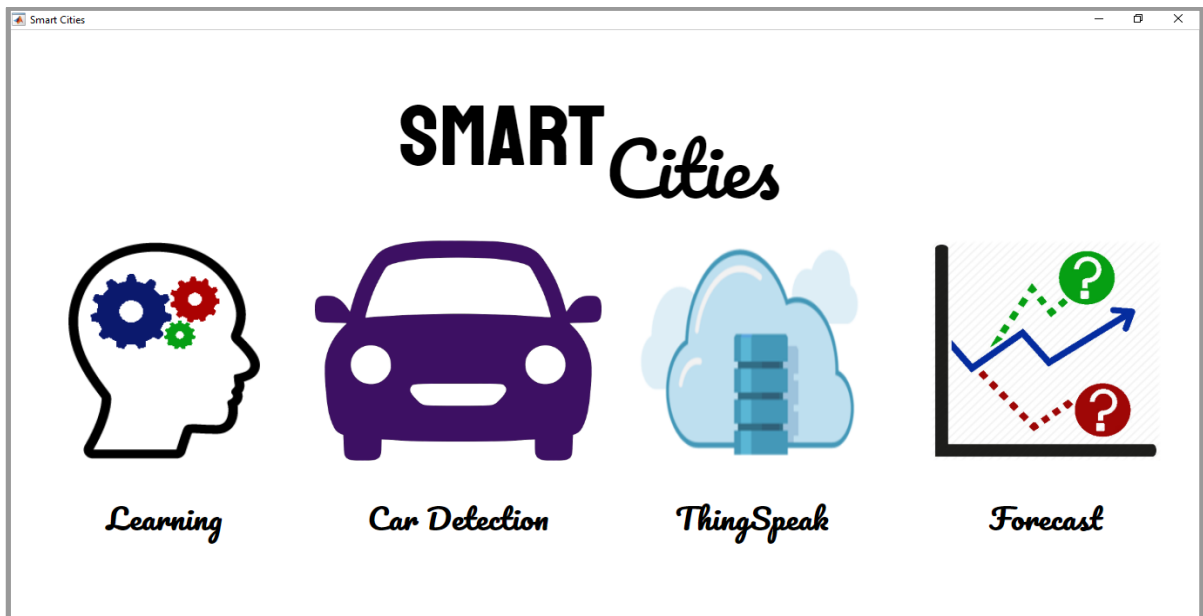 Smart Cities
SMART Cities
?
?
Learning Car Detection ThingSpeak Forecast